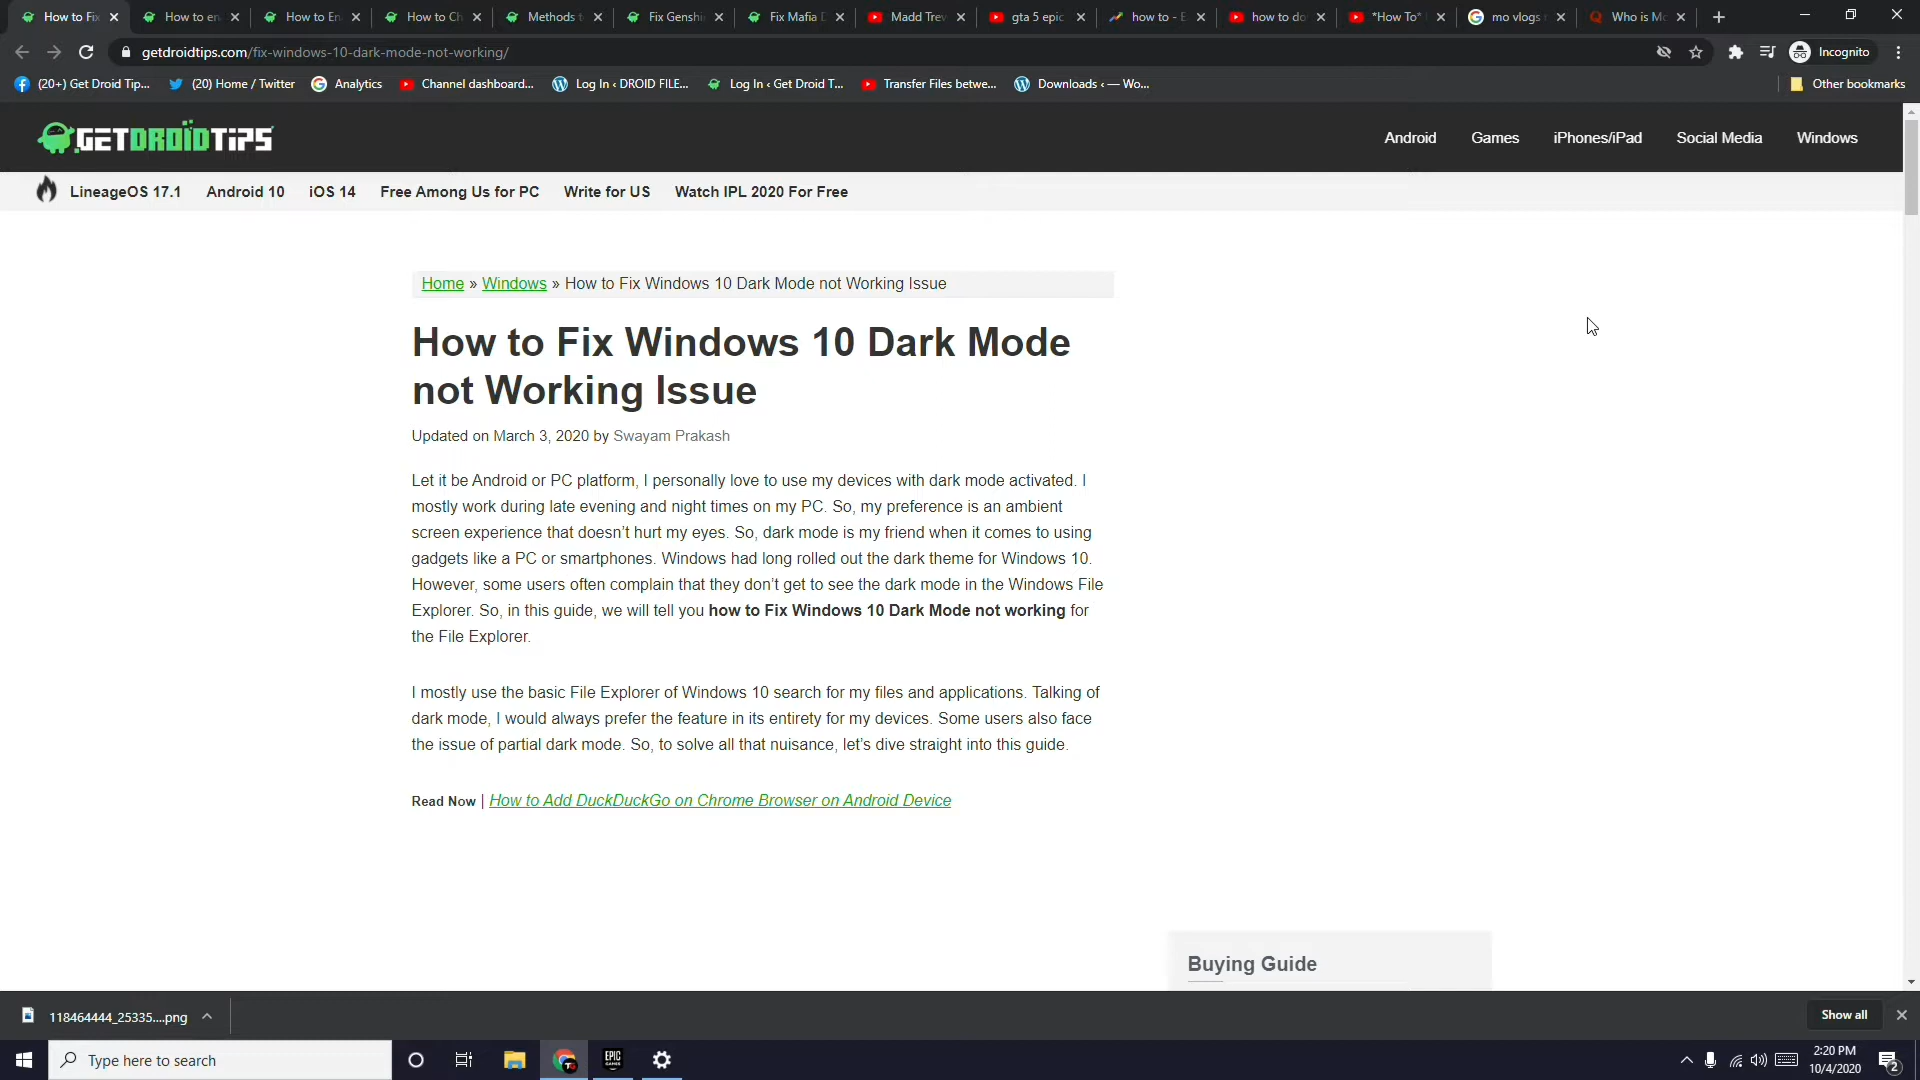 How to Fix
How to en
How to En
How to Ch
Methods t
Fix Genshi
Fix Mafia D
Madd Trev
gta 5 epic
how to - E
how to do
*How To*
mo vlogs
Who is Mo
getdroidtips.com/fix-windows-10-dark-mode-not-working/
Incognito
(20+) Get Droid Tip...
(20) Home / Twitter
Analytics
Channel dashboard...
Log In ‹ DROID FILE...
Log In ‹ Get Droid T...
Transfer Files betwe...
Downloads ‹ — Wo...
Other bookmarks
GETDROIDTIPS
Android
Games
iPhones/iPad
Social Media
Windows
LineageOS 17.1
Android 10
iOS 14
Free Among Us for PC
Write for US
Watch IPL 2020 For Free
Home » Windows » How to Fix Windows 10 Dark Mode not Working Issue
How to Fix Windows 10 Dark Mode
not Working Issue
Updated on March 3, 2020 by Swayam Prakash
Let it be Android or PC platform, I personally love to use my devices with dark mode activated. I
mostly work during late evening and night times on my PC. So, my preference is an ambient
screen experience that doesn't hurt my eyes. So, dark mode is my friend when it comes to using
gadgets like a PC or smartphones. Windows had long rolled out the dark theme for Windows 10.
However, some users often complain that they don't get to see the dark mode in the Windows File
Explorer. So, in this guide, we will tell you how to Fix Windows 10 Dark Mode not working for
the File Explorer.
I mostly use the basic File Explorer of Windows 10 search for my files and applications. Talking of
dark mode, I would always prefer the feature in its entirety for my devices. Some users also face
the issue of partial dark mode. So, to solve all that nuisance, let's dive straight into this guide.
Read Now | How to Add DuckDuckGo on Chrome Browser on Android Device
Buying Guide
118464444_25335....png
Show all
Type here to search
EPIC
GAMES
2:20 PM
10/4/2020
2